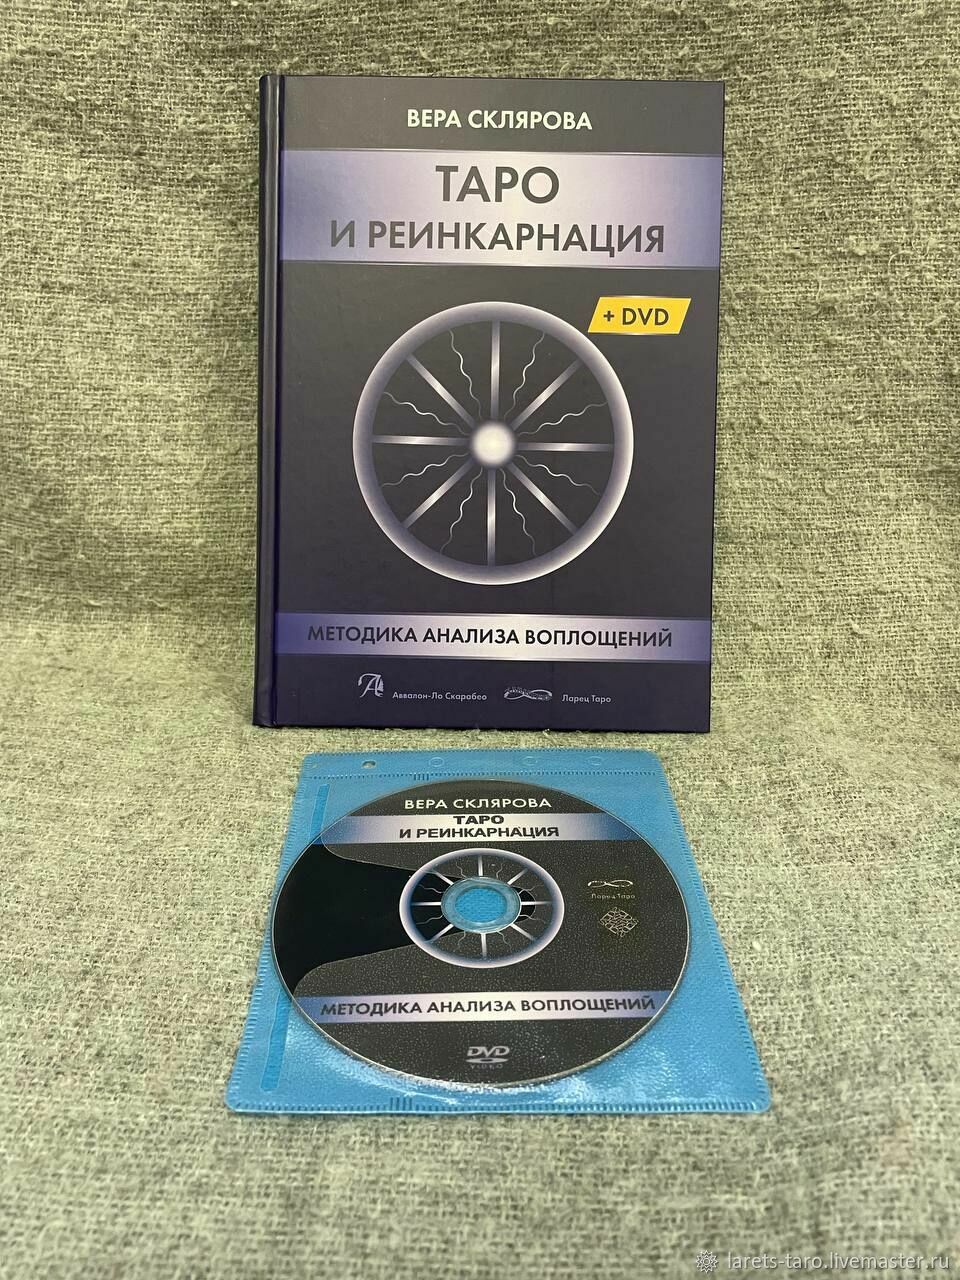 ВЕРА СКЛЯРОВА
ТАРО
И РЕИНКАРНАЦИЯ
+ DVD
МЕТОДИКА АНАЛИЗА ВОПЛОЩЕНИЙ
Аввалон-Ло Скарабео
Ларец Таро
ВЕРА СКЛЯРОВА
ТАРО
И РЕИНКАРНАЦИЯ
Ларец Таро
МЕТОДИКА АНАЛИЗА ВОПЛОЩЕНИЙ
DVD
VIDEO
larets-taro.livemaster.ru